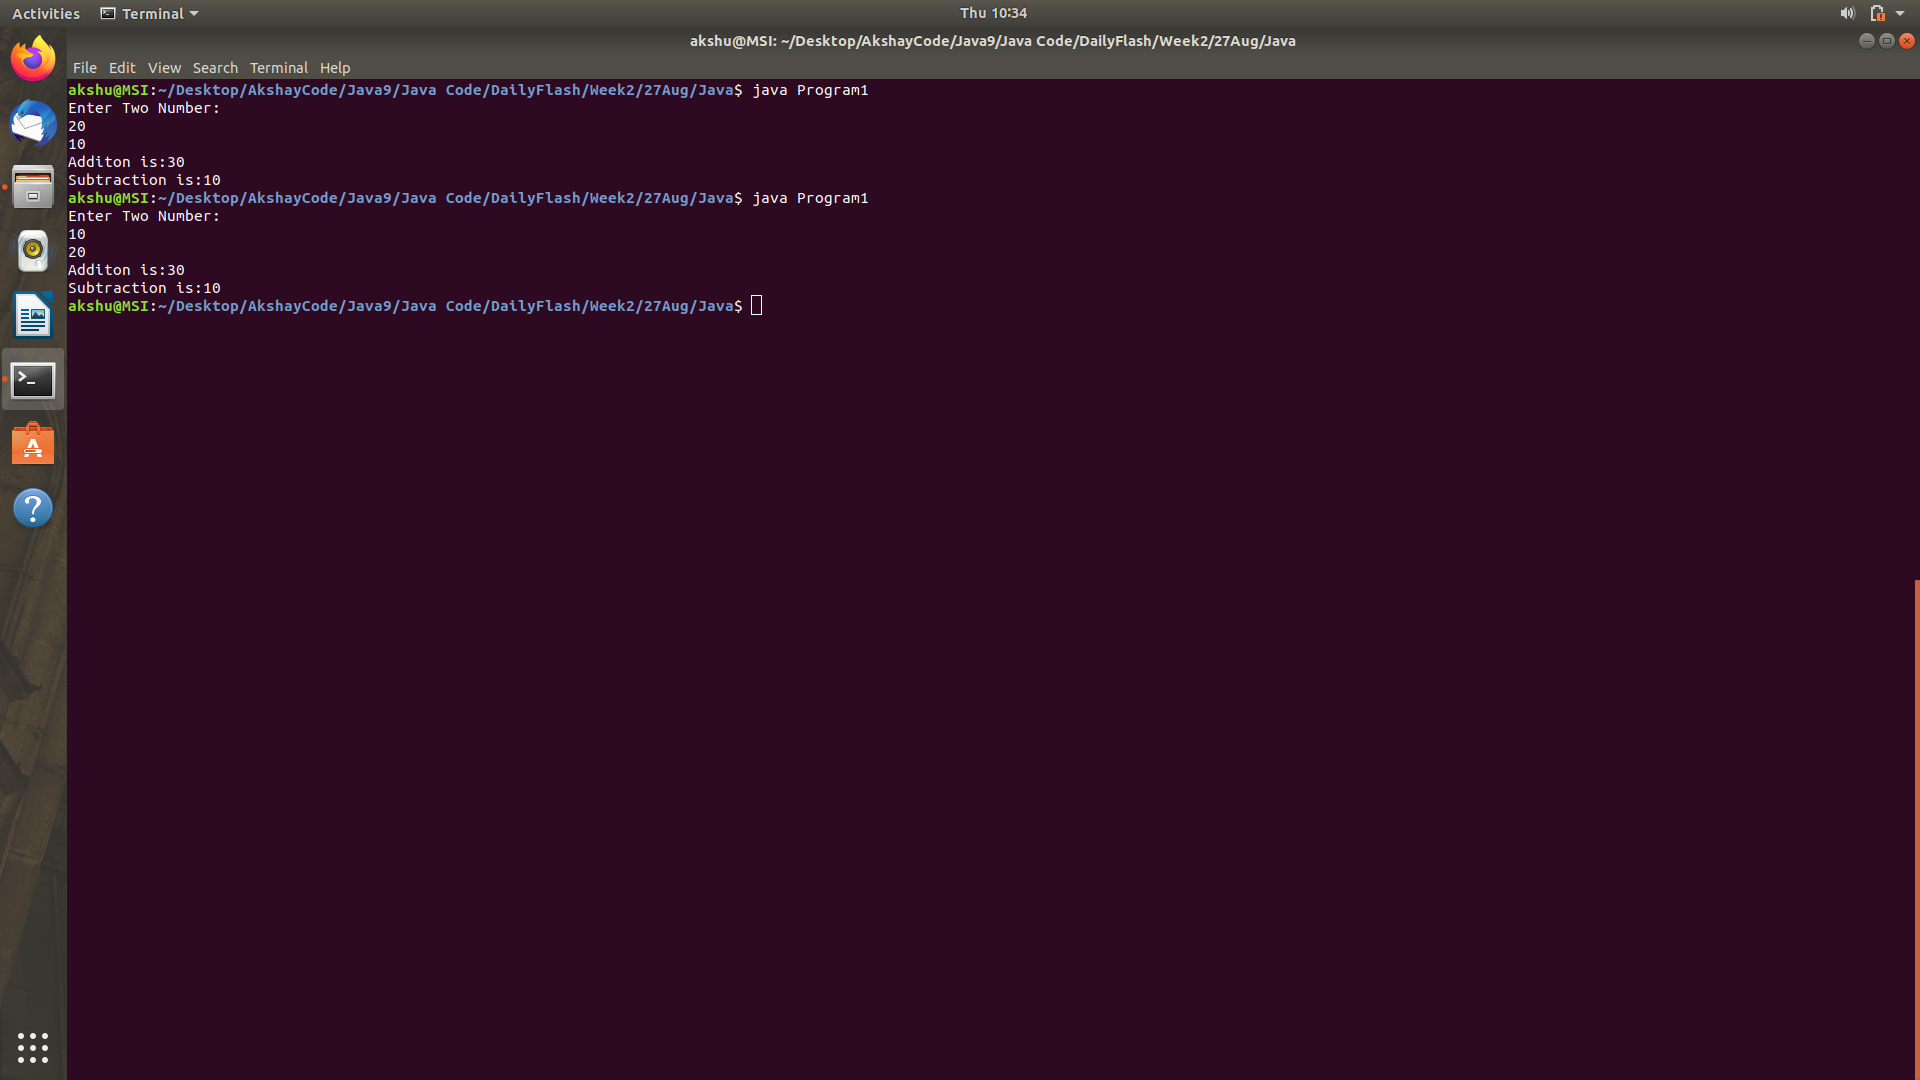 Activities Terminal Thu 10:34
akshu@MSI: ~/Desktop/AkshayCode/Java9/Java Code/DailyFlash/Week2/27Aug/Java
File Edit View Search Terminal Help
akshu@MSI:~/Desktop/AkshayCode/Java9/Java Code/DailyFlash/Week2/27Aug/Java$ java Program1
Enter Two Number:
20
10
Additon is:30
Subtraction is:10
akshu@MSI:~/Desktop/AkshayCode/Java9/Java Code/DailyFlash/Week2/27Aug/Java$ java Program1
Enter Two Number:
10
20
Additon is:30
Subtraction is:10
akshu@MSI:~/Desktop/AkshayCode/Java9/Java Code/DailyFlash/Week2/27Aug/Java$